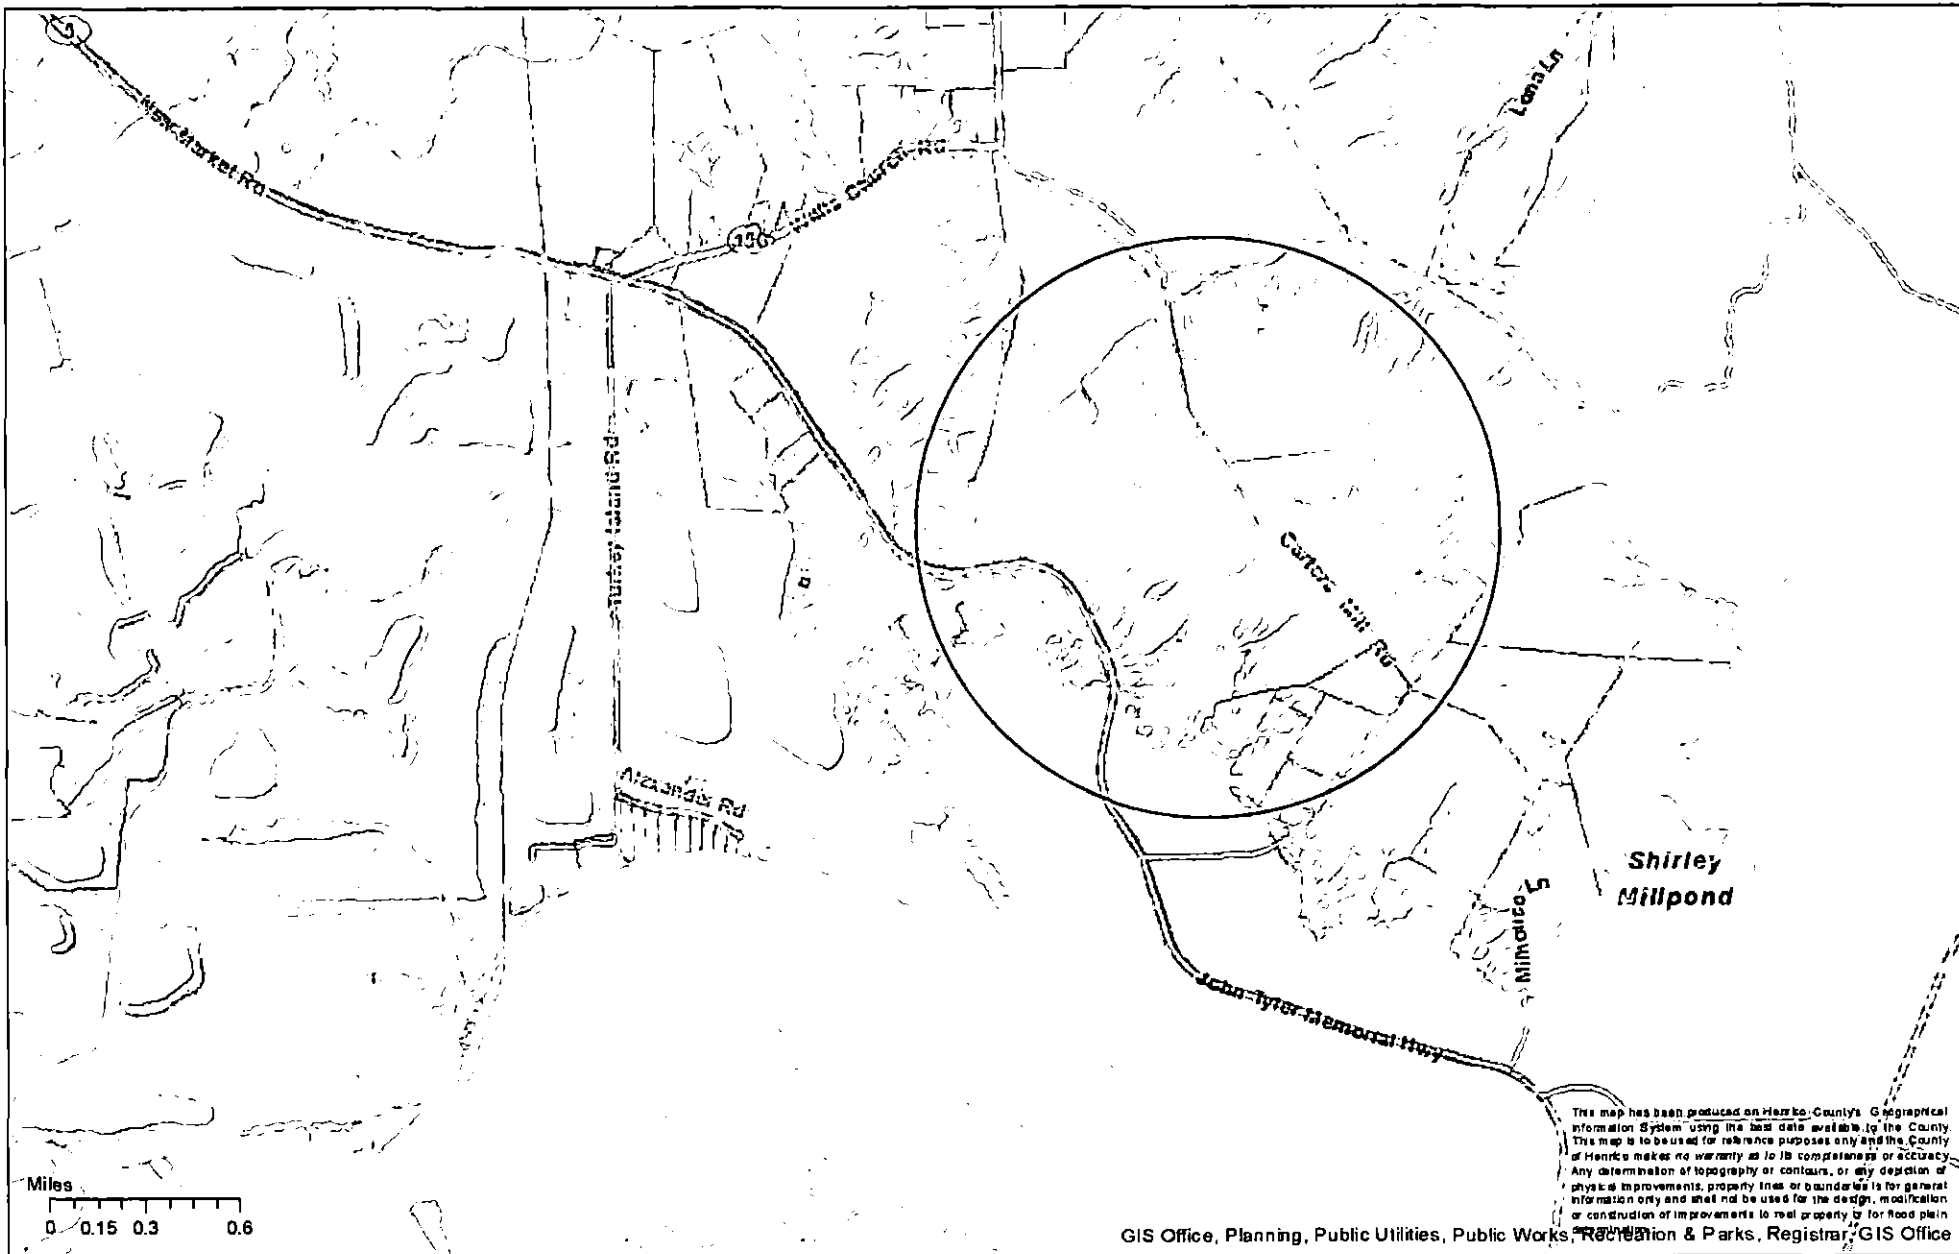 5
New Market Rd
156
Willis Church Rd
Lona Ln
Turkey Island Rd
Carters Mill Rd
Alexander Rd
Shirley
Millpond
Mimalito Ln
John Tyler Memorial Hwy
Miles
0 0.15 0.3 0.6
This map has been produced on Henrico County's Geographical
Information System using the best data available to the County.
This map is to be used for reference purposes only and the County
of Henrico makes no warranty as to its completeness or accuracy.
Any determination of topography or contours, or any depiction of
physical improvements, property lines or boundaries is for general
information only and shall not be used for the design, modification
or construction of improvements to real property or for flood plain
determination.
GIS Office, Planning, Public Utilities, Public Works, Recreation & Parks, Registrar, GIS Office